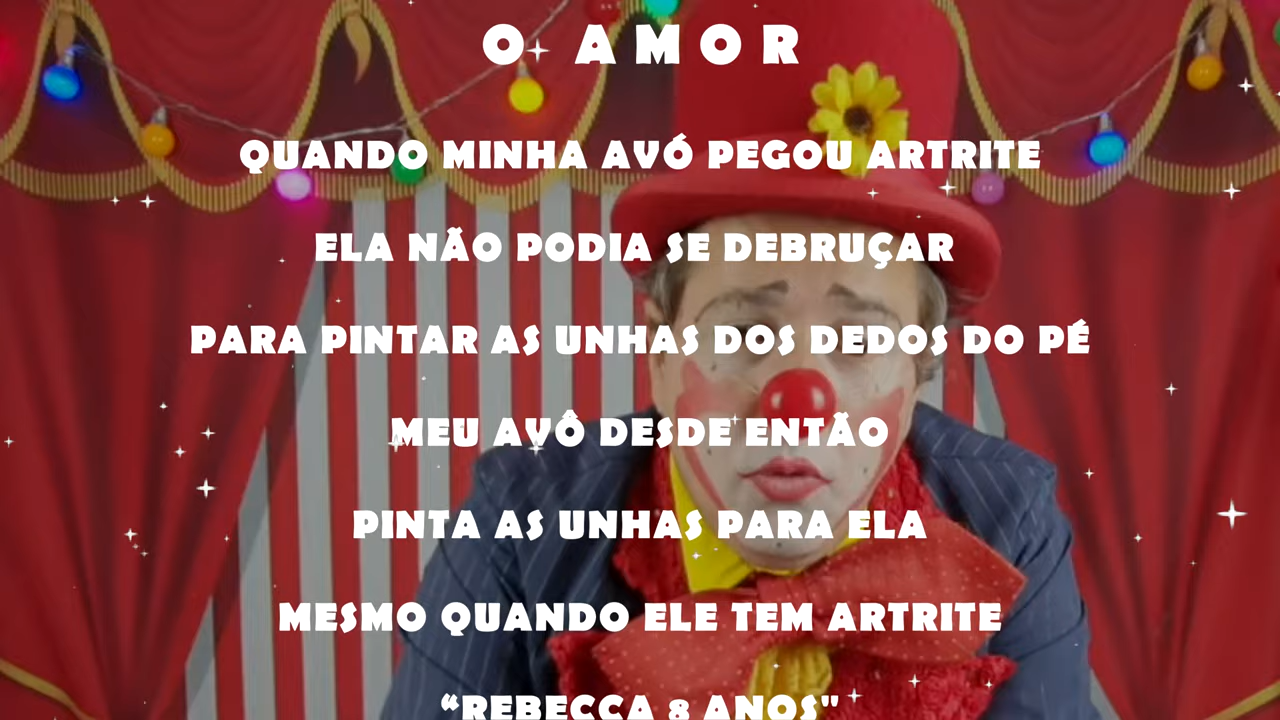 O AMOR
QUANDO MINHA AVÓ PEGOU ARTRITE
ELA NÃO PODIA SE DEBRUÇAR
PARA PINTAR AS UNHAS DOS DEDOS DO PÉ
MEU AVÔ DESDE ENTÃO
PINTA AS UNHAS PARA ELA
MESMO QUANDO ELE TEM ARTRITE
“REBECCA 8 ANOS"